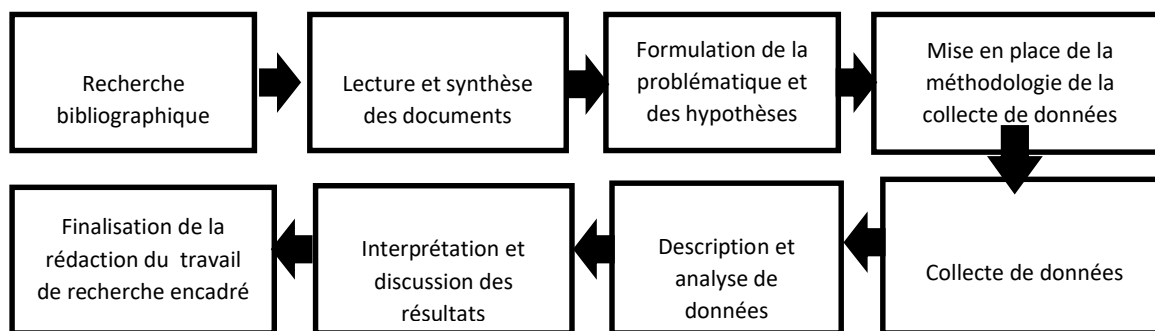 Recherche
bibliographique
Lecture et synthèse
des documents
Formulation de la
problématique et
des hypothèses
Mise en place de la
méthodologie de la
collecte de données
Collecte de données
Description et
analyse de
données
Interprétation et
discussion des
résultats
Finalisation de la
rédaction du travail
de recherche encadré